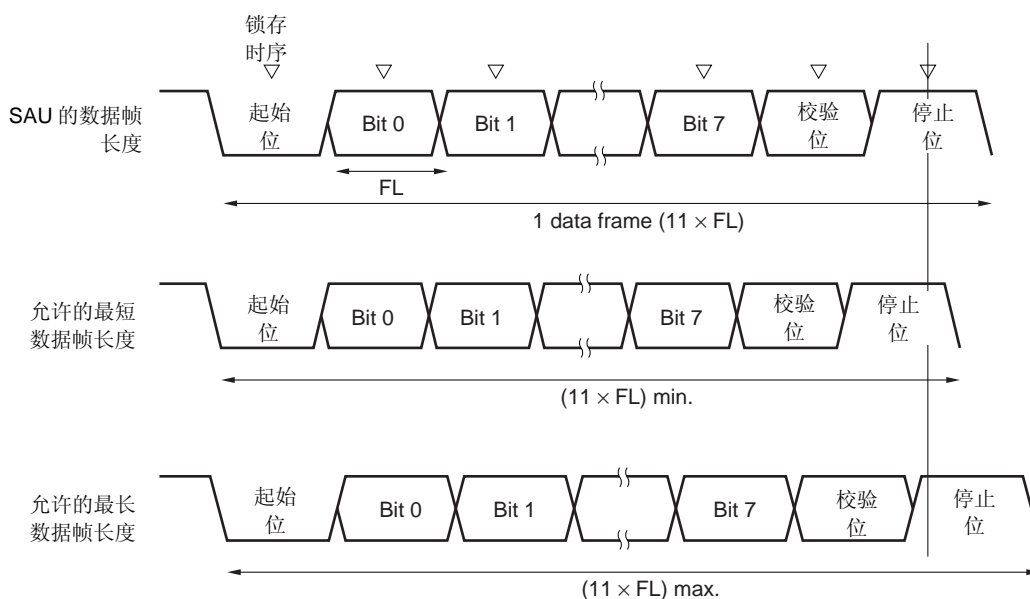 锁存
时序
SAU 的数据帧
长度
起始
位
Bit 0
Bit 1
Bit 7
校验
位
停止
位
FL
1 data frame (11 × FL)
允许的最短
数据帧长度
起始
位
Bit 0
Bit 1
Bit 7
校验
位
停止
位
(11 × FL) min.
允许的最长
数据帧长度
起始
位
Bit 0
Bit 1
Bit 7
校验
位
停止
位
(11 × FL) max.